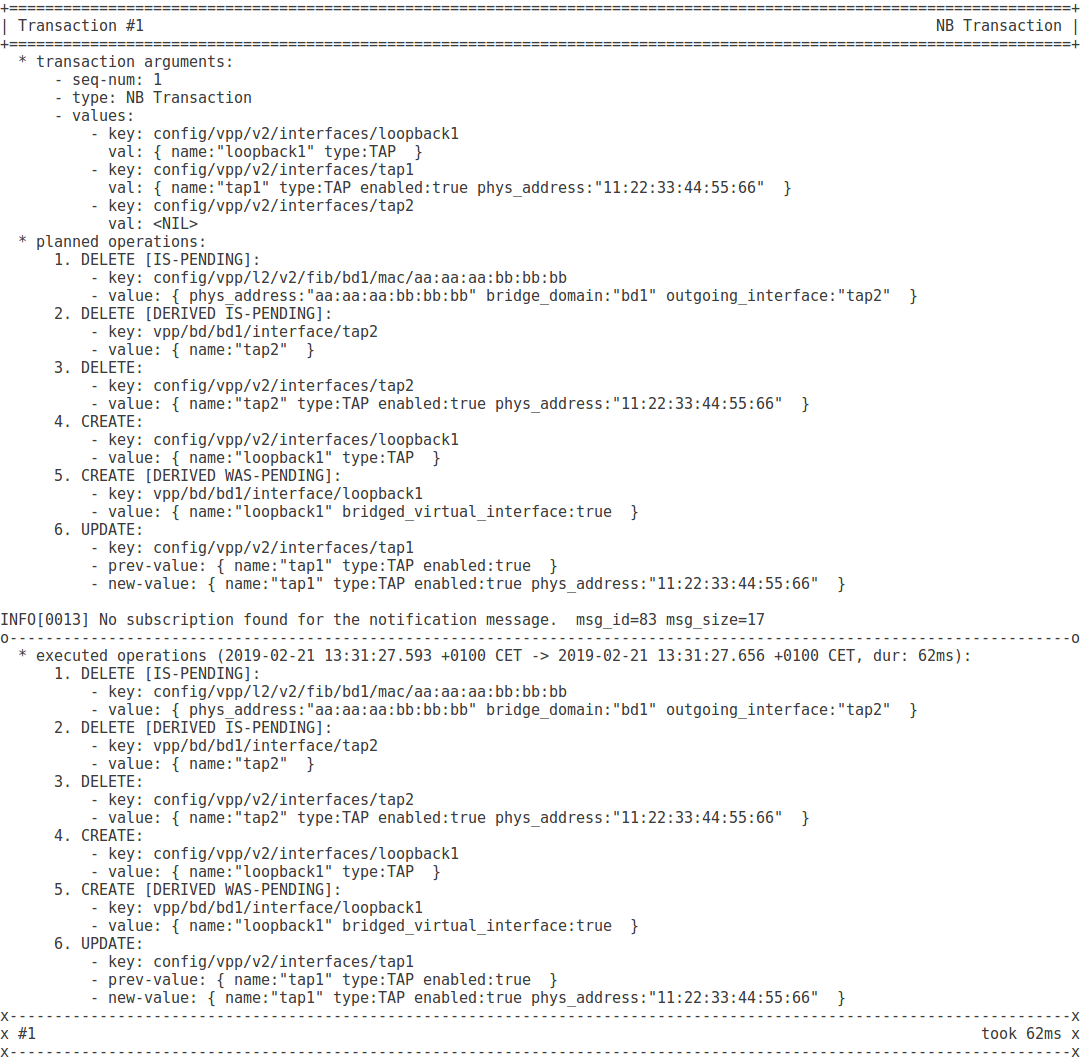 +======================================================================================================================+
| Transaction #1                                                                                        NB Transaction |
+======================================================================================================================+
  * transaction arguments:
      - seq-num: 1
      - type: NB Transaction
      - values:
          - key: config/vpp/v2/interfaces/loopback1
            val: { name:"loopback1" type:TAP  }
          - key: config/vpp/v2/interfaces/tap1
            val: { name:"tap1" type:TAP enabled:true phys_address:"11:22:33:44:55:66"  }
          - key: config/vpp/v2/interfaces/tap2
            val: <NIL>
  * planned operations:
      1. DELETE [IS-PENDING]:
          - key: config/vpp/l2/v2/fib/bd1/mac/aa:aa:aa:bb:bb:bb
          - value: { phys_address:"aa:aa:aa:bb:bb:bb" bridge_domain:"bd1" outgoing_interface:"tap2"  }
      2. DELETE [DERIVED IS-PENDING]:
          - key: vpp/bd/bd1/interface/tap2
          - value: { name:"tap2"  }
      3. DELETE:
          - key: config/vpp/v2/interfaces/tap2
          - value: { name:"tap2" type:TAP enabled:true phys_address:"11:22:33:44:55:66"  }
      4. CREATE:
          - key: config/vpp/v2/interfaces/loopback1
          - value: { name:"loopback1" type:TAP  }
      5. CREATE [DERIVED WAS-PENDING]:
          - key: vpp/bd/bd1/interface/loopback1
          - value: { name:"loopback1" bridged_virtual_interface:true  }
      6. UPDATE:
          - key: config/vpp/v2/interfaces/tap1
          - prev-value: { name:"tap1" type:TAP enabled:true  }
          - new-value: { name:"tap1" type:TAP enabled:true phys_address:"11:22:33:44:55:66"  }

INFO[0013] No subscription found for the notification message.  msg_id=83 msg_size=17
o----------------------------------------------------------------------------------------------------------------------o
  * executed operations (2019-02-21 13:31:27.593 +0100 CET -> 2019-02-21 13:31:27.656 +0100 CET, dur: 62ms):
      1. DELETE [IS-PENDING]:
          - key: config/vpp/l2/v2/fib/bd1/mac/aa:aa:aa:bb:bb:bb
          - value: { phys_address:"aa:aa:aa:bb:bb:bb" bridge_domain:"bd1" outgoing_interface:"tap2"  }
      2. DELETE [DERIVED IS-PENDING]:
          - key: vpp/bd/bd1/interface/tap2
          - value: { name:"tap2"  }
      3. DELETE:
          - key: config/vpp/v2/interfaces/tap2
          - value: { name:"tap2" type:TAP enabled:true phys_address:"11:22:33:44:55:66"  }
      4. CREATE:
          - key: config/vpp/v2/interfaces/loopback1
          - value: { name:"loopback1" type:TAP  }
      5. CREATE [DERIVED WAS-PENDING]:
          - key: vpp/bd/bd1/interface/loopback1
          - value: { name:"loopback1" bridged_virtual_interface:true  }
      6. UPDATE:
          - key: config/vpp/v2/interfaces/tap1
          - prev-value: { name:"tap1" type:TAP enabled:true  }
          - new-value: { name:"tap1" type:TAP enabled:true phys_address:"11:22:33:44:55:66"  }
x----------------------------------------------------------------------------------------------------------------------x
x #1                                                                                                         took 62ms x
x----------------------------------------------------------------------------------------------------------------------x